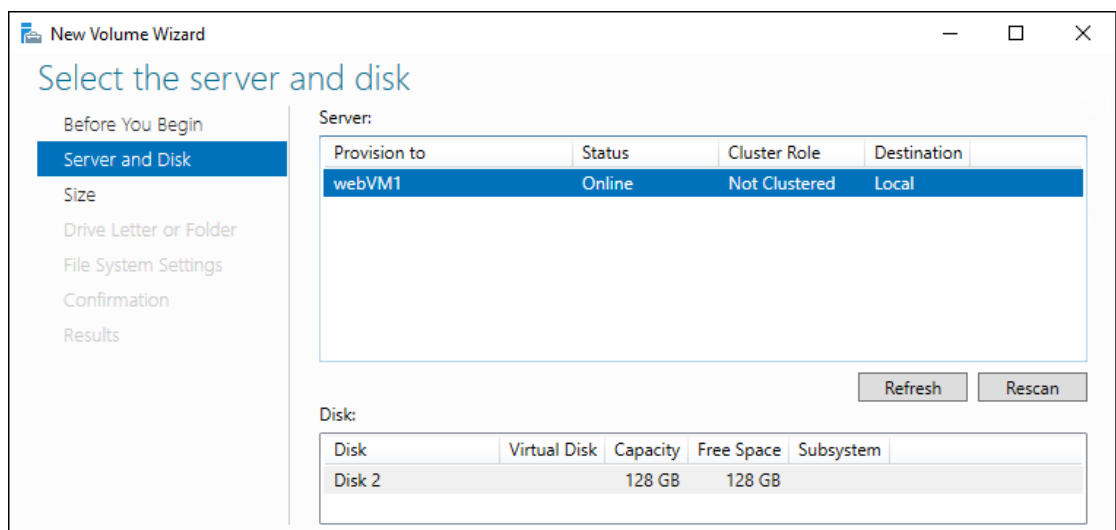 New Volume Wizard
Select the server and disk
Before You Begin
Server and Disk
Size
Drive Letter or Folder
File System Settings
Confirmation
Results
Server:
Provision to Status Cluster Role Destination
webVM1 Online Not Clustered Local
Refresh Rescan
Disk:
Disk Virtual Disk Capacity Free Space Subsystem
Disk 2 128 GB 128 GB